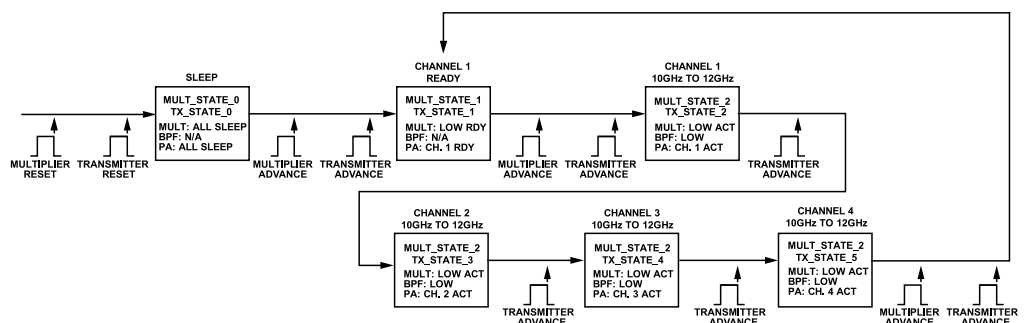 SLEEP
MULT_STATE_0
TX_STATE_0
MULT: ALL SLEEP
BPF: N/A
PA: ALL SLEEP
CHANNEL 1
READY
MULT_STATE_1
TX_STATE_1
MULT: LOW RDY
BPF: N/A
PA: CH. 1 RDY
CHANNEL 1
10GHz TO 12GHz
MULT_STATE_2
TX_STATE_2
MULT: LOW ACT
BPF: LOW
PA: CH. 1 ACT
MULTIPLIER
RESET
TRANSMITTER
RESET
MULTIPLIER
ADVANCE
TRANSMITTER
ADVANCE
MULTIPLIER
ADVANCE
TRANSMITTER
ADVANCE
TRANSMITTER
ADVANCE
CHANNEL 2
10GHz TO 12GHz
MULT_STATE_2
TX_STATE_3
MULT: LOW ACT
BPF: LOW
PA: CH. 2 ACT
CHANNEL 3
10GHz TO 12GHz
MULT_STATE_2
TX_STATE_4
MULT: LOW ACT
BPF: LOW
PA: CH. 3 ACT
CHANNEL 4
10GHz TO 12GHz
MULT_STATE_2
TX_STATE_5
MULT: LOW ACT
BPF: LOW
PA: CH. 4 ACT
TRANSMITTER
ADVANCE
TRANSMITTER
ADVANCE
MULTIPLIER
ADVANCE
TRANSMITTER
ADVANCE